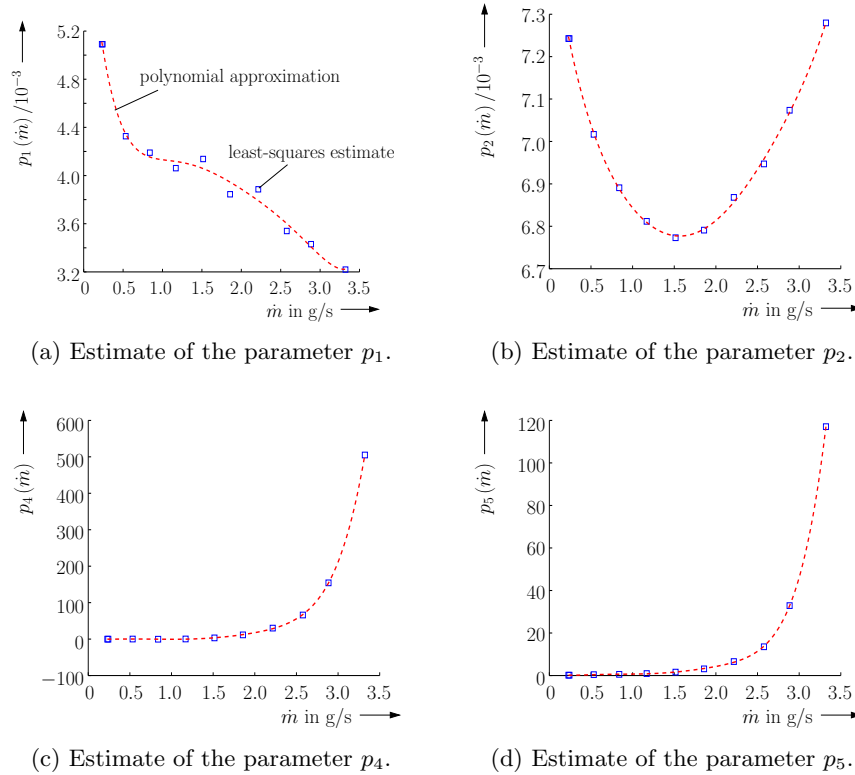 p₁(ṁ)/10⁻³
5.2
4.8
4.4
4.0
3.6
3.2
polynomial approximation
least-squares estimate
0 0.5 1.0 1.5 2.0 2.5 3.0 3.5
ṁ in g/s
(a) Estimate of the parameter p₁.
p₂(ṁ)/10⁻³
7.3
7.2
7.1
7.0
6.9
6.8
6.7
0 0.5 1.0 1.5 2.0 2.5 3.0 3.5
ṁ in g/s
(b) Estimate of the parameter p₂.
p₄(ṁ)
600
500
400
300
200
100
0
−100
0 0.5 1.0 1.5 2.0 2.5 3.0 3.5
ṁ in g/s
(c) Estimate of the parameter p₄.
p₅(ṁ)
120
100
80
60
40
20
0
0 0.5 1.0 1.5 2.0 2.5 3.0 3.5
ṁ in g/s
(d) Estimate of the parameter p₅.